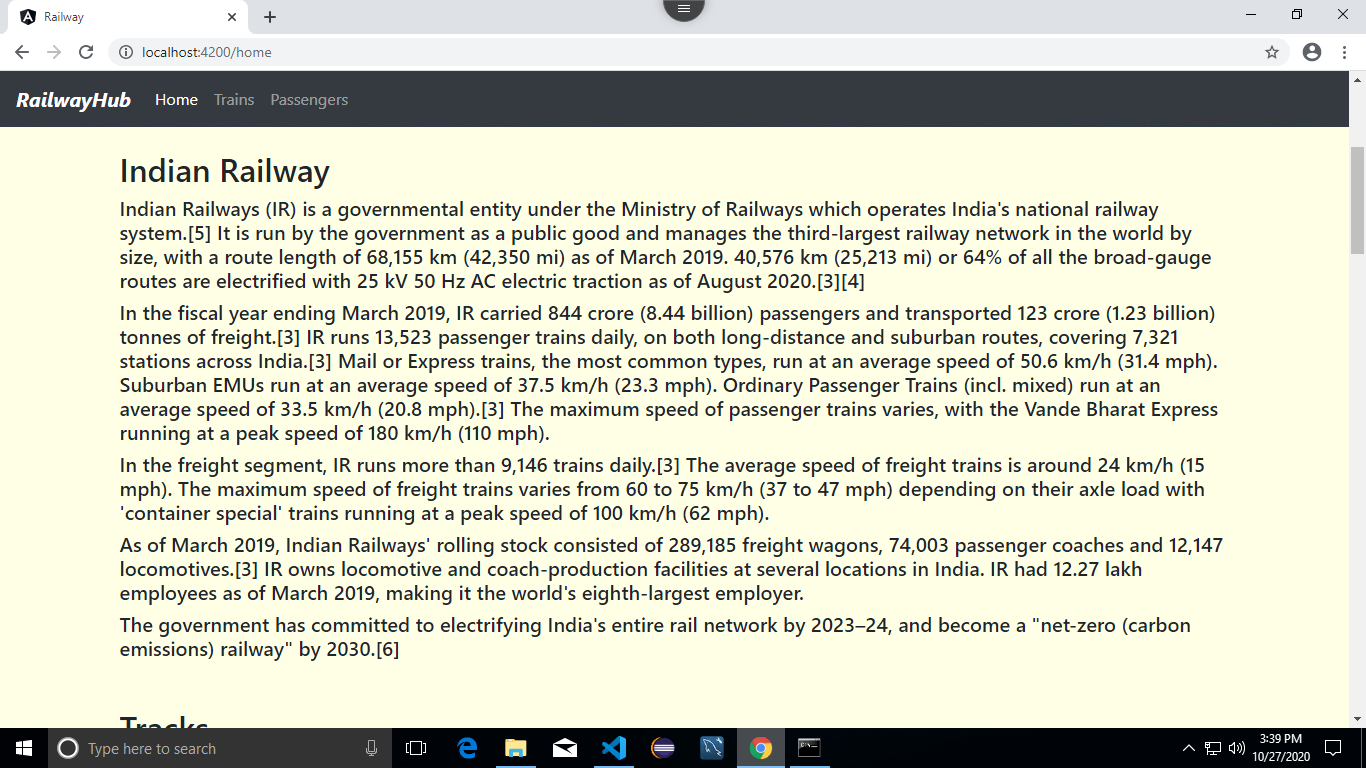 Railway
localhost:4200/home
RailwayHub Home Trains Passengers
Indian Railway
Indian Railways (IR) is a governmental entity under the Ministry of Railways which operates India's national railway
system.[5] It is run by the government as a public good and manages the third-largest railway network in the world by
size, with a route length of 68,155 km (42,350 mi) as of March 2019. 40,576 km (25,213 mi) or 64% of all the broad-gauge
routes are electrified with 25 kV 50 Hz AC electric traction as of August 2020.[3][4]
In the fiscal year ending March 2019, IR carried 844 crore (8.44 billion) passengers and transported 123 crore (1.23 billion)
tonnes of freight.[3] IR runs 13,523 passenger trains daily, on both long-distance and suburban routes, covering 7,321
stations across India.[3] Mail or Express trains, the most common types, run at an average speed of 50.6 km/h (31.4 mph).
Suburban EMUs run at an average speed of 37.5 km/h (23.3 mph). Ordinary Passenger Trains (incl. mixed) run at an
average speed of 33.5 km/h (20.8 mph).[3] The maximum speed of passenger trains varies, with the Vande Bharat Express
running at a peak speed of 180 km/h (110 mph).
In the freight segment, IR runs more than 9,146 trains daily.[3] The average speed of freight trains is around 24 km/h (15
mph). The maximum speed of freight trains varies from 60 to 75 km/h (37 to 47 mph) depending on their axle load with
'container special' trains running at a peak speed of 100 km/h (62 mph).
As of March 2019, Indian Railways' rolling stock consisted of 289,185 freight wagons, 74,003 passenger coaches and 12,147
locomotives.[3] IR owns locomotive and coach-production facilities at several locations in India. IR had 12.27 lakh
employees as of March 2019, making it the world's eighth-largest employer.
The government has committed to electrifying India's entire rail network by 2023–24, and become a "net-zero (carbon
emissions) railway" by 2030.[6]
Tracks
Type here to search
3:39 PM
10/27/2020